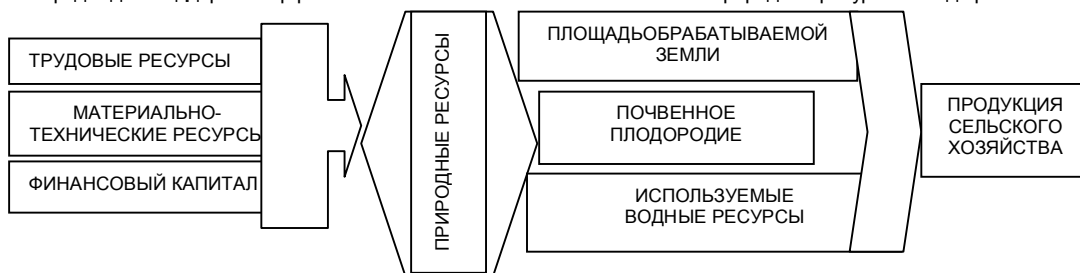 ТРУДОВЫЕ РЕСУРСЫ
МАТЕРИАЛЬНО-
ТЕХНИЧЕСКИЕ РЕСУРСЫ
ФИНАНСОВЫЙ КАПИТАЛ
ПРИРОДНЫЕ РЕСУРСЫ
ПЛОЩАДЬОБРАБАТЫВАЕМОЙ
ЗЕМЛИ
ПОЧВЕННОЕ
ПЛОДОРОДИЕ
ИСПОЛЬЗУЕМЫЕ
ВОДНЫЕ РЕСУРСЫ
ПРОДУКЦИЯ
СЕЛЬСКОГО
ХОЗЯЙСТВА